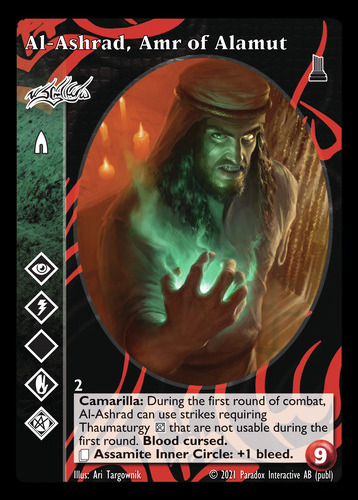 Al-Ashrad, Amr of Alamut
2
Camarilla: During the first round of combat,
Al-Ashrad can use strikes requiring
Thaumaturgy that are not usable during the
first round. Blood cursed.
Assamite Inner Circle: +1 bleed.
9
Illus: Ari Targownik © 2021 Paradox Interactive AB (publ)